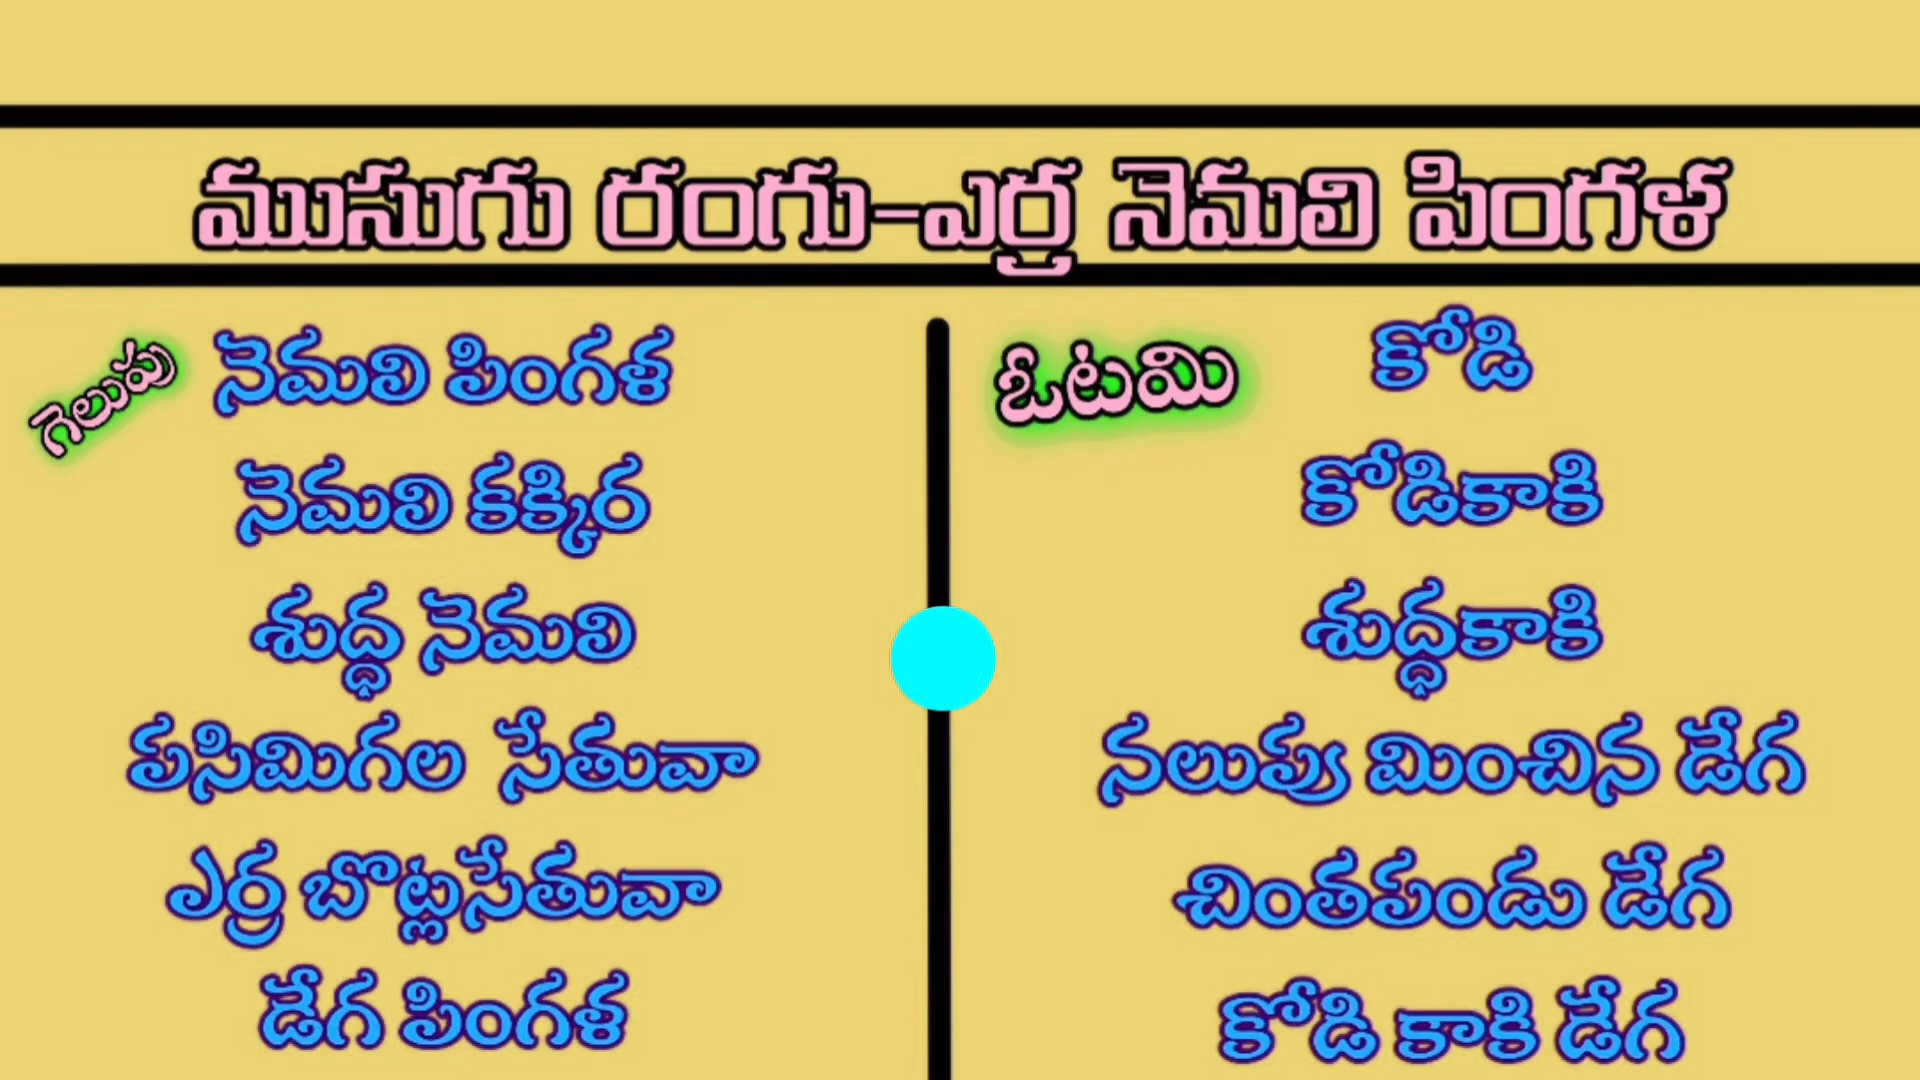 ముసుగు రంగు-ఎర్ర నెమలి పింగళ
గెలుపు
నెమలి పింగళ
నెమలి కక్కిర
శుద్ధ నెమలి
పసిమిగల సేతువా
ఎర్ర బొట్లసేతువా
డేగ పింగళ
ఓటమి
కోడి
కోడికాకి
శుద్ధకాకి
నలుపు మించిన డేగ
చింతపండు డేగ
కోడి కాకి డేగ